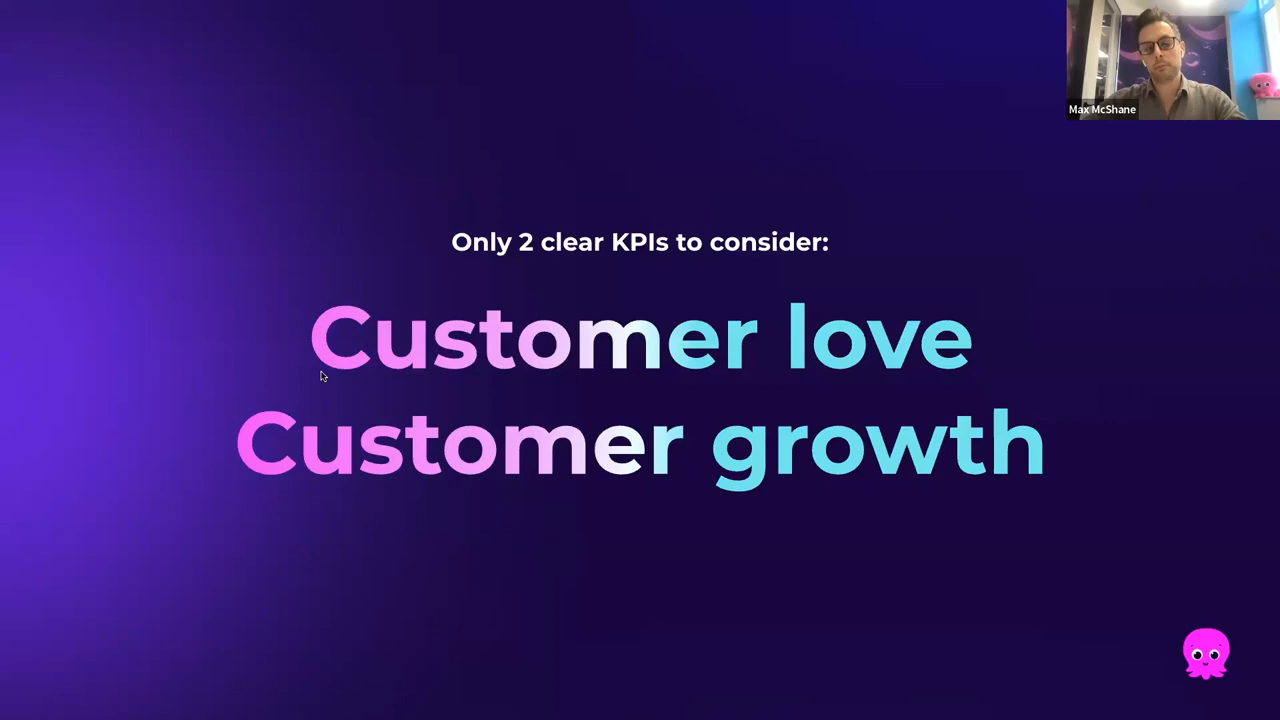 Max McShane
Only 2 clear KPIs to consider:
Customer love
Customer growth